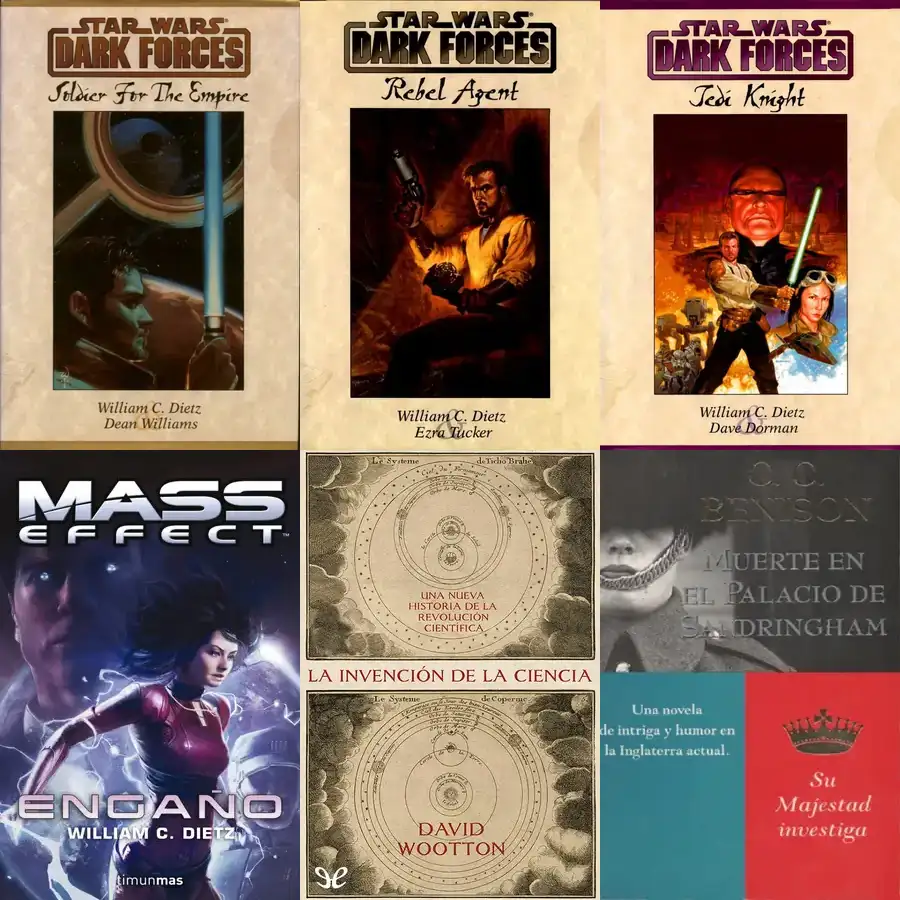 STAR WARS
DARK FORCES
Soldier For The Empire
William C. Dietz
&
Dean Williams
STAR WARS
DARK FORCES
Rebel Agent
William C. Dietz
&
Ezra Tucker
STAR WARS
DARK FORCES
Jedi Knight
William C. Dietz
&
Dave Dorman
MASS
EFFECT™
ENGAÑO
WILLIAM C. DIETZ
timunmas
Le Systeme de Ticho Brahé
UNA NUEVA
HISTORIA DE LA
REVOLUCIÓN
CIENTÍFICA
LA INVENCIÓN DE LA CIENCIA
Le Systeme de Copernic
DAVID
WOOTTON
C. C.
BENISON
MUERTE EN
EL PALACIO DE
SANDRINGHAM
Una novela
de intriga y humor en
la Inglaterra actual.
Su
Majestad
investiga